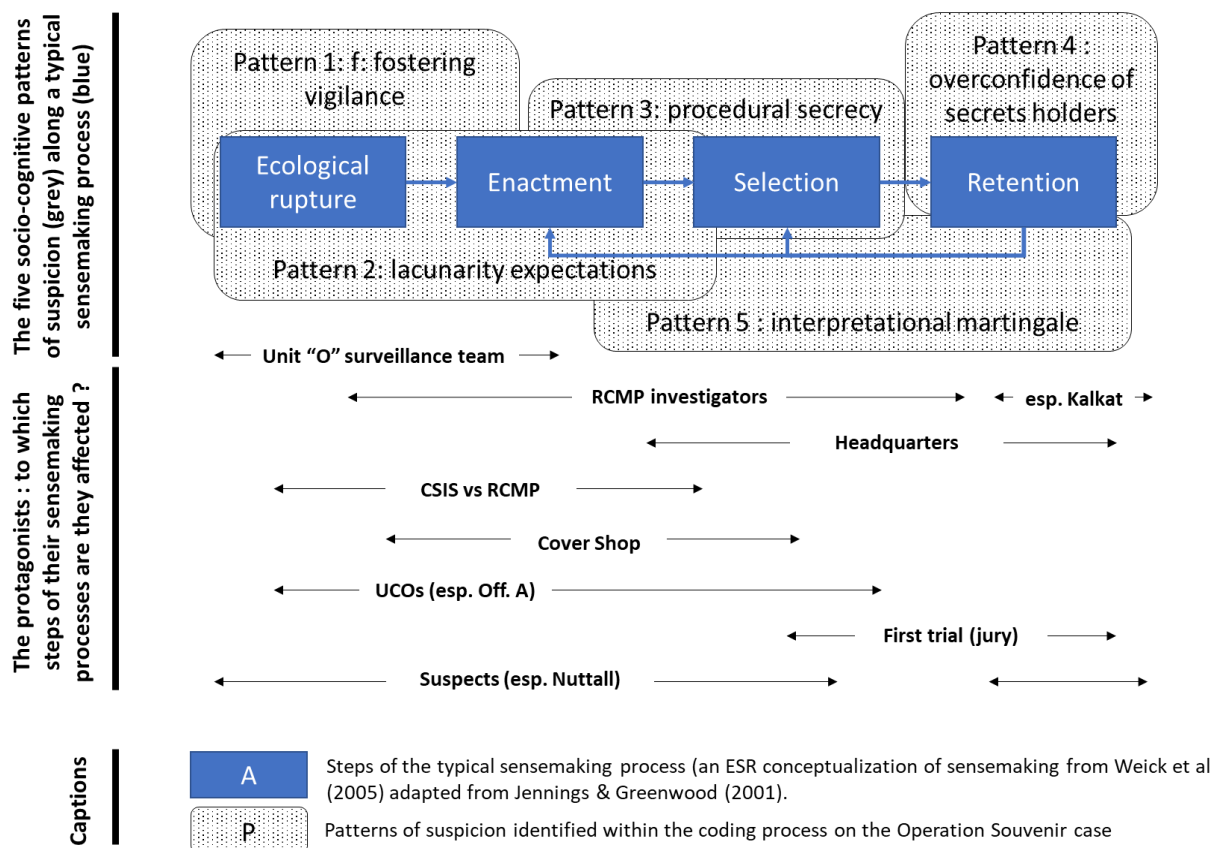 The five socio-cognitive patterns
of suspicion (grey) along a typical
sensemaking process (blue)
Pattern 1: f: fostering
vigilance
Pattern 3: procedural secrecy
Pattern 4 :
overconfidence of
secrets holders
Ecological
rupture
Enactment
Selection
Retention
Pattern 2: lacunarity expectations
Pattern 5 : interpretational martingale
The protagonists : to which
steps of their sensemaking
processes are they affected ?
Unit “O” surveillance team
RCMP investigators
esp. Kalkat
Headquarters
CSIS vs RCMP
Cover Shop
UCOs (esp. Off. A)
First trial (jury)
Suspects (esp. Nuttall)
Captions
A
Steps of the typical sensemaking process (an ESR conceptualization of sensemaking from Weick et al
(2005) adapted from Jennings & Greenwood (2001).
P
Patterns of suspicion identified within the coding process on the Operation Souvenir case